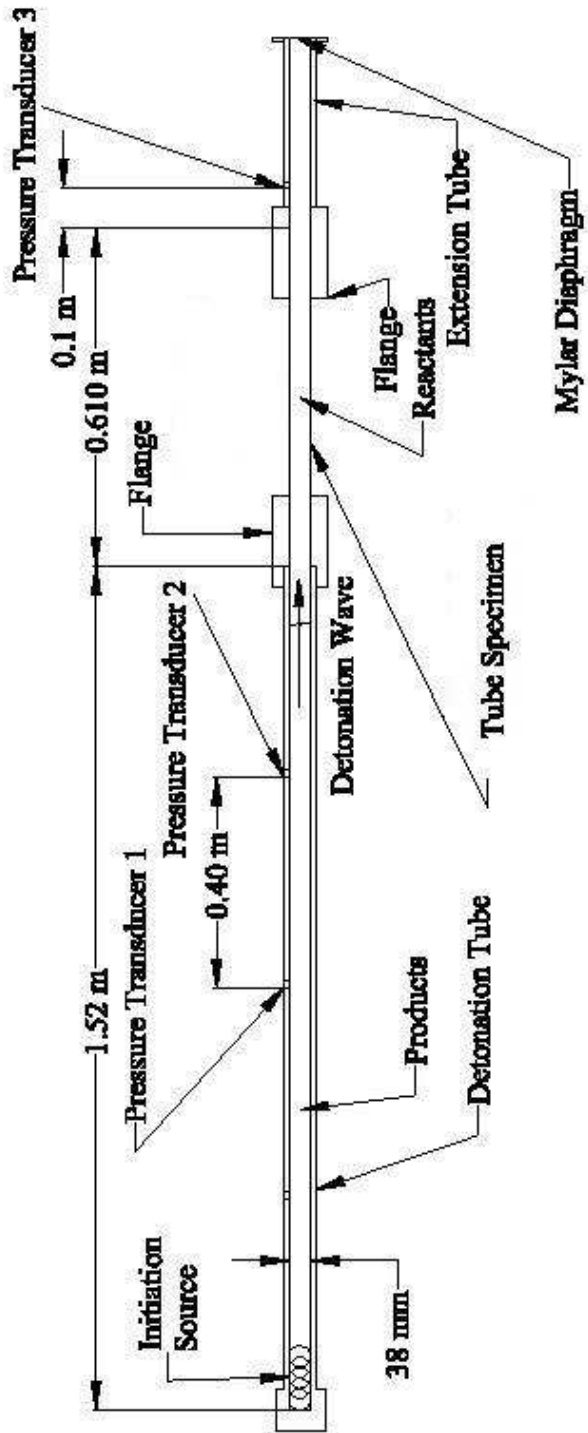 1.52 m
0.610 m
0.1 m
Pressure Transducer 3
Flange
Pressure Transducer 2
0.40 m
Pressure Transducer 1
Initiation
Source
38 mm
Products
Detonation Tube
Detonation Wave
Tube Specimen
Flange
Reactants
Extension Tube
Mylar Diaphragm